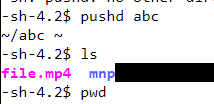 -sh-4.2$ pushd abc
~/abc ~
-sh-4.2$ ls
file.mp4 mnp
-sh-4.2$ pwd